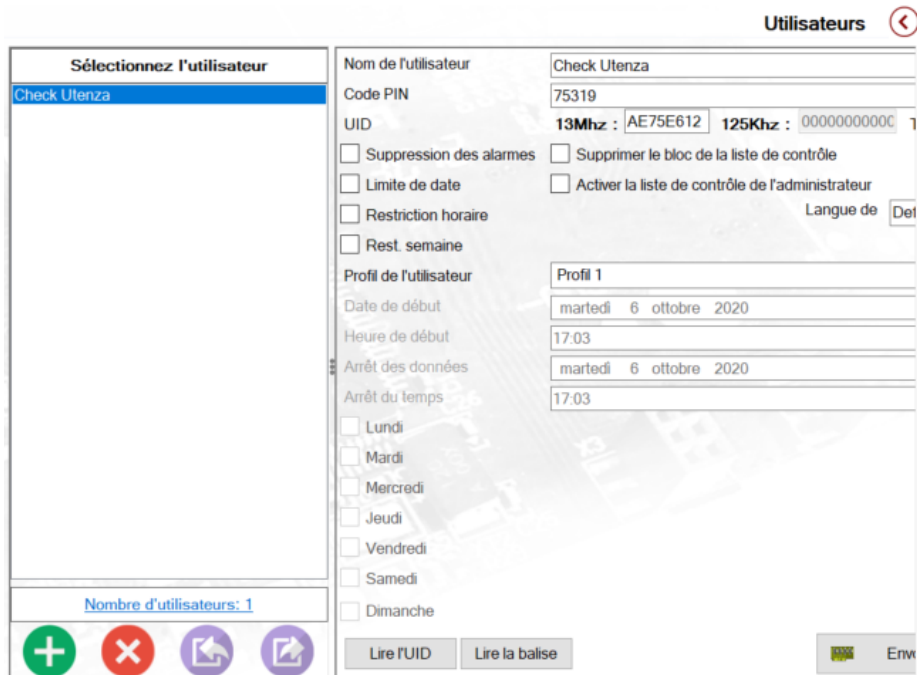 Utilisateurs
Sélectionnez l'utilisateur
Check Utenza
Nombre d'utilisateurs: 1
Nom de l'utilisateur Check Utenza
Code PIN 75319
UID 13Mhz : AE75E612 125Khz : 00000000000
Suppression des alarmes Supprimer le bloc de la liste de contrôle
Limite de date Activer la liste de contrôle de l'administrateur
Restriction horaire Langue de Def
Rest. semaine
Profil de l'utilisateur Profil 1
Date de début martedì 6 ottobre 2020
Heure de début 17:03
Arrêt des données martedì 6 ottobre 2020
Arrêt du temps 17:03
Lundi
Mardi
Mercredi
Jeudi
Vendredi
Samedi
Dimanche
Lire l'UID Lire la balise